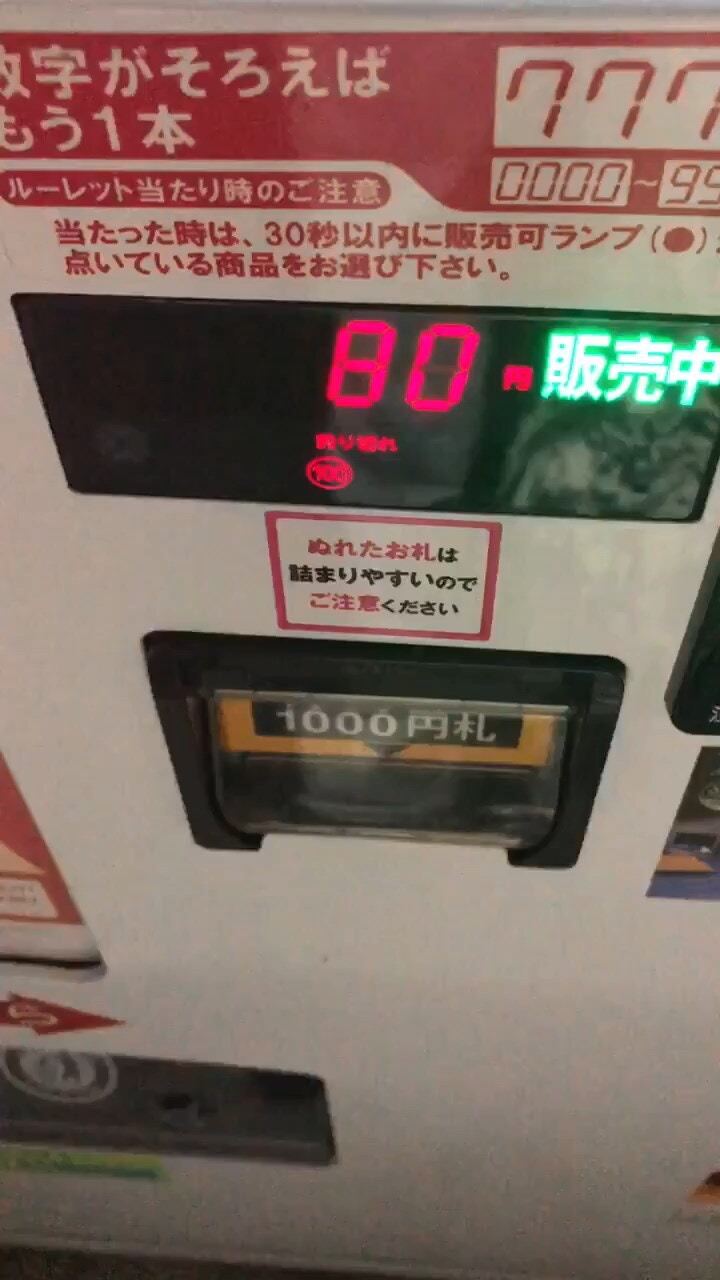 数字がそろえば
もう1本
777
0000~99
ルーレット当たり時のご注意
当たった時は、30秒以内に販売可ランプ(●)
点いている商品をお選び下さい。
80円 販売中
釣り切れ
ぬれたお札は
詰まりやすいので
ご注意ください
1000円札